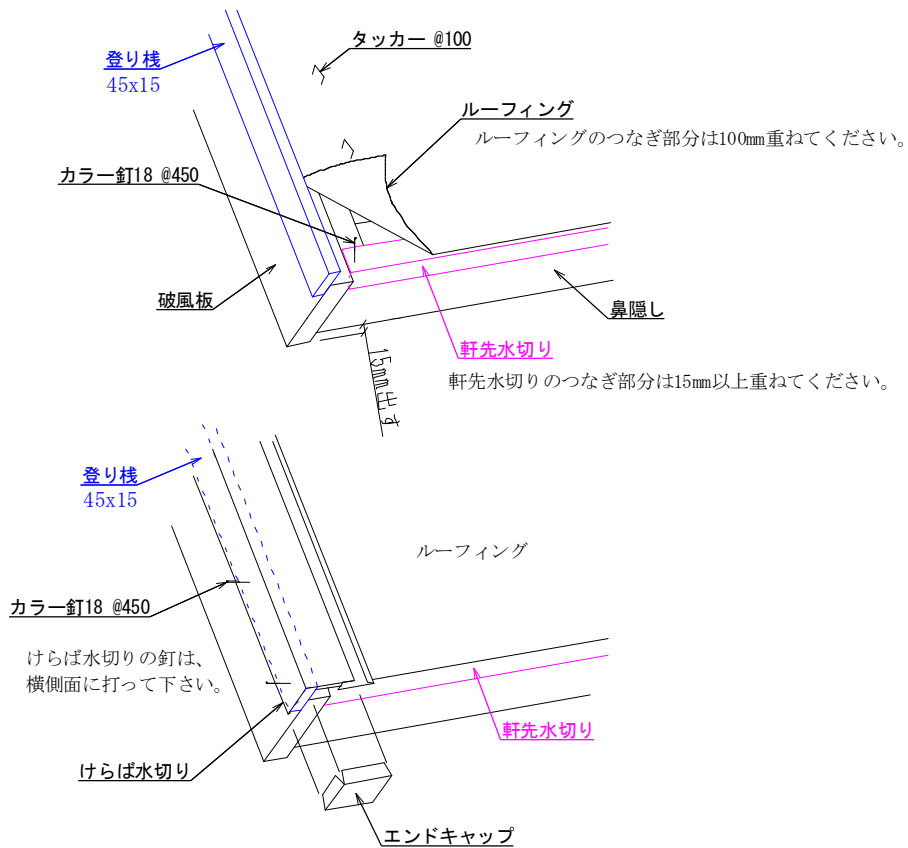 タッカー @100
登り桟
45x15
ルーフィング
ルーフィングのつなぎ部分は100mm重ねてください。
カラー釘18 @450
破風板
鼻隠し
軒先水切り
15mm出す
軒先水切りのつなぎ部分は15mm以上重ねてください。
登り桟
45x15
ルーフィング
カラー釘18 @450
けらば水切りの釘は、
横側面に打って下さい。
軒先水切り
けらば水切り
エンドキャップ